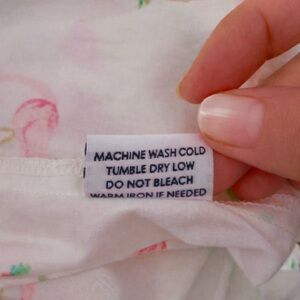 MACHINE WASH COLD
TUMBLE DRY LOW
DO NOT BLEACH
WARM IRON IF NEEDED